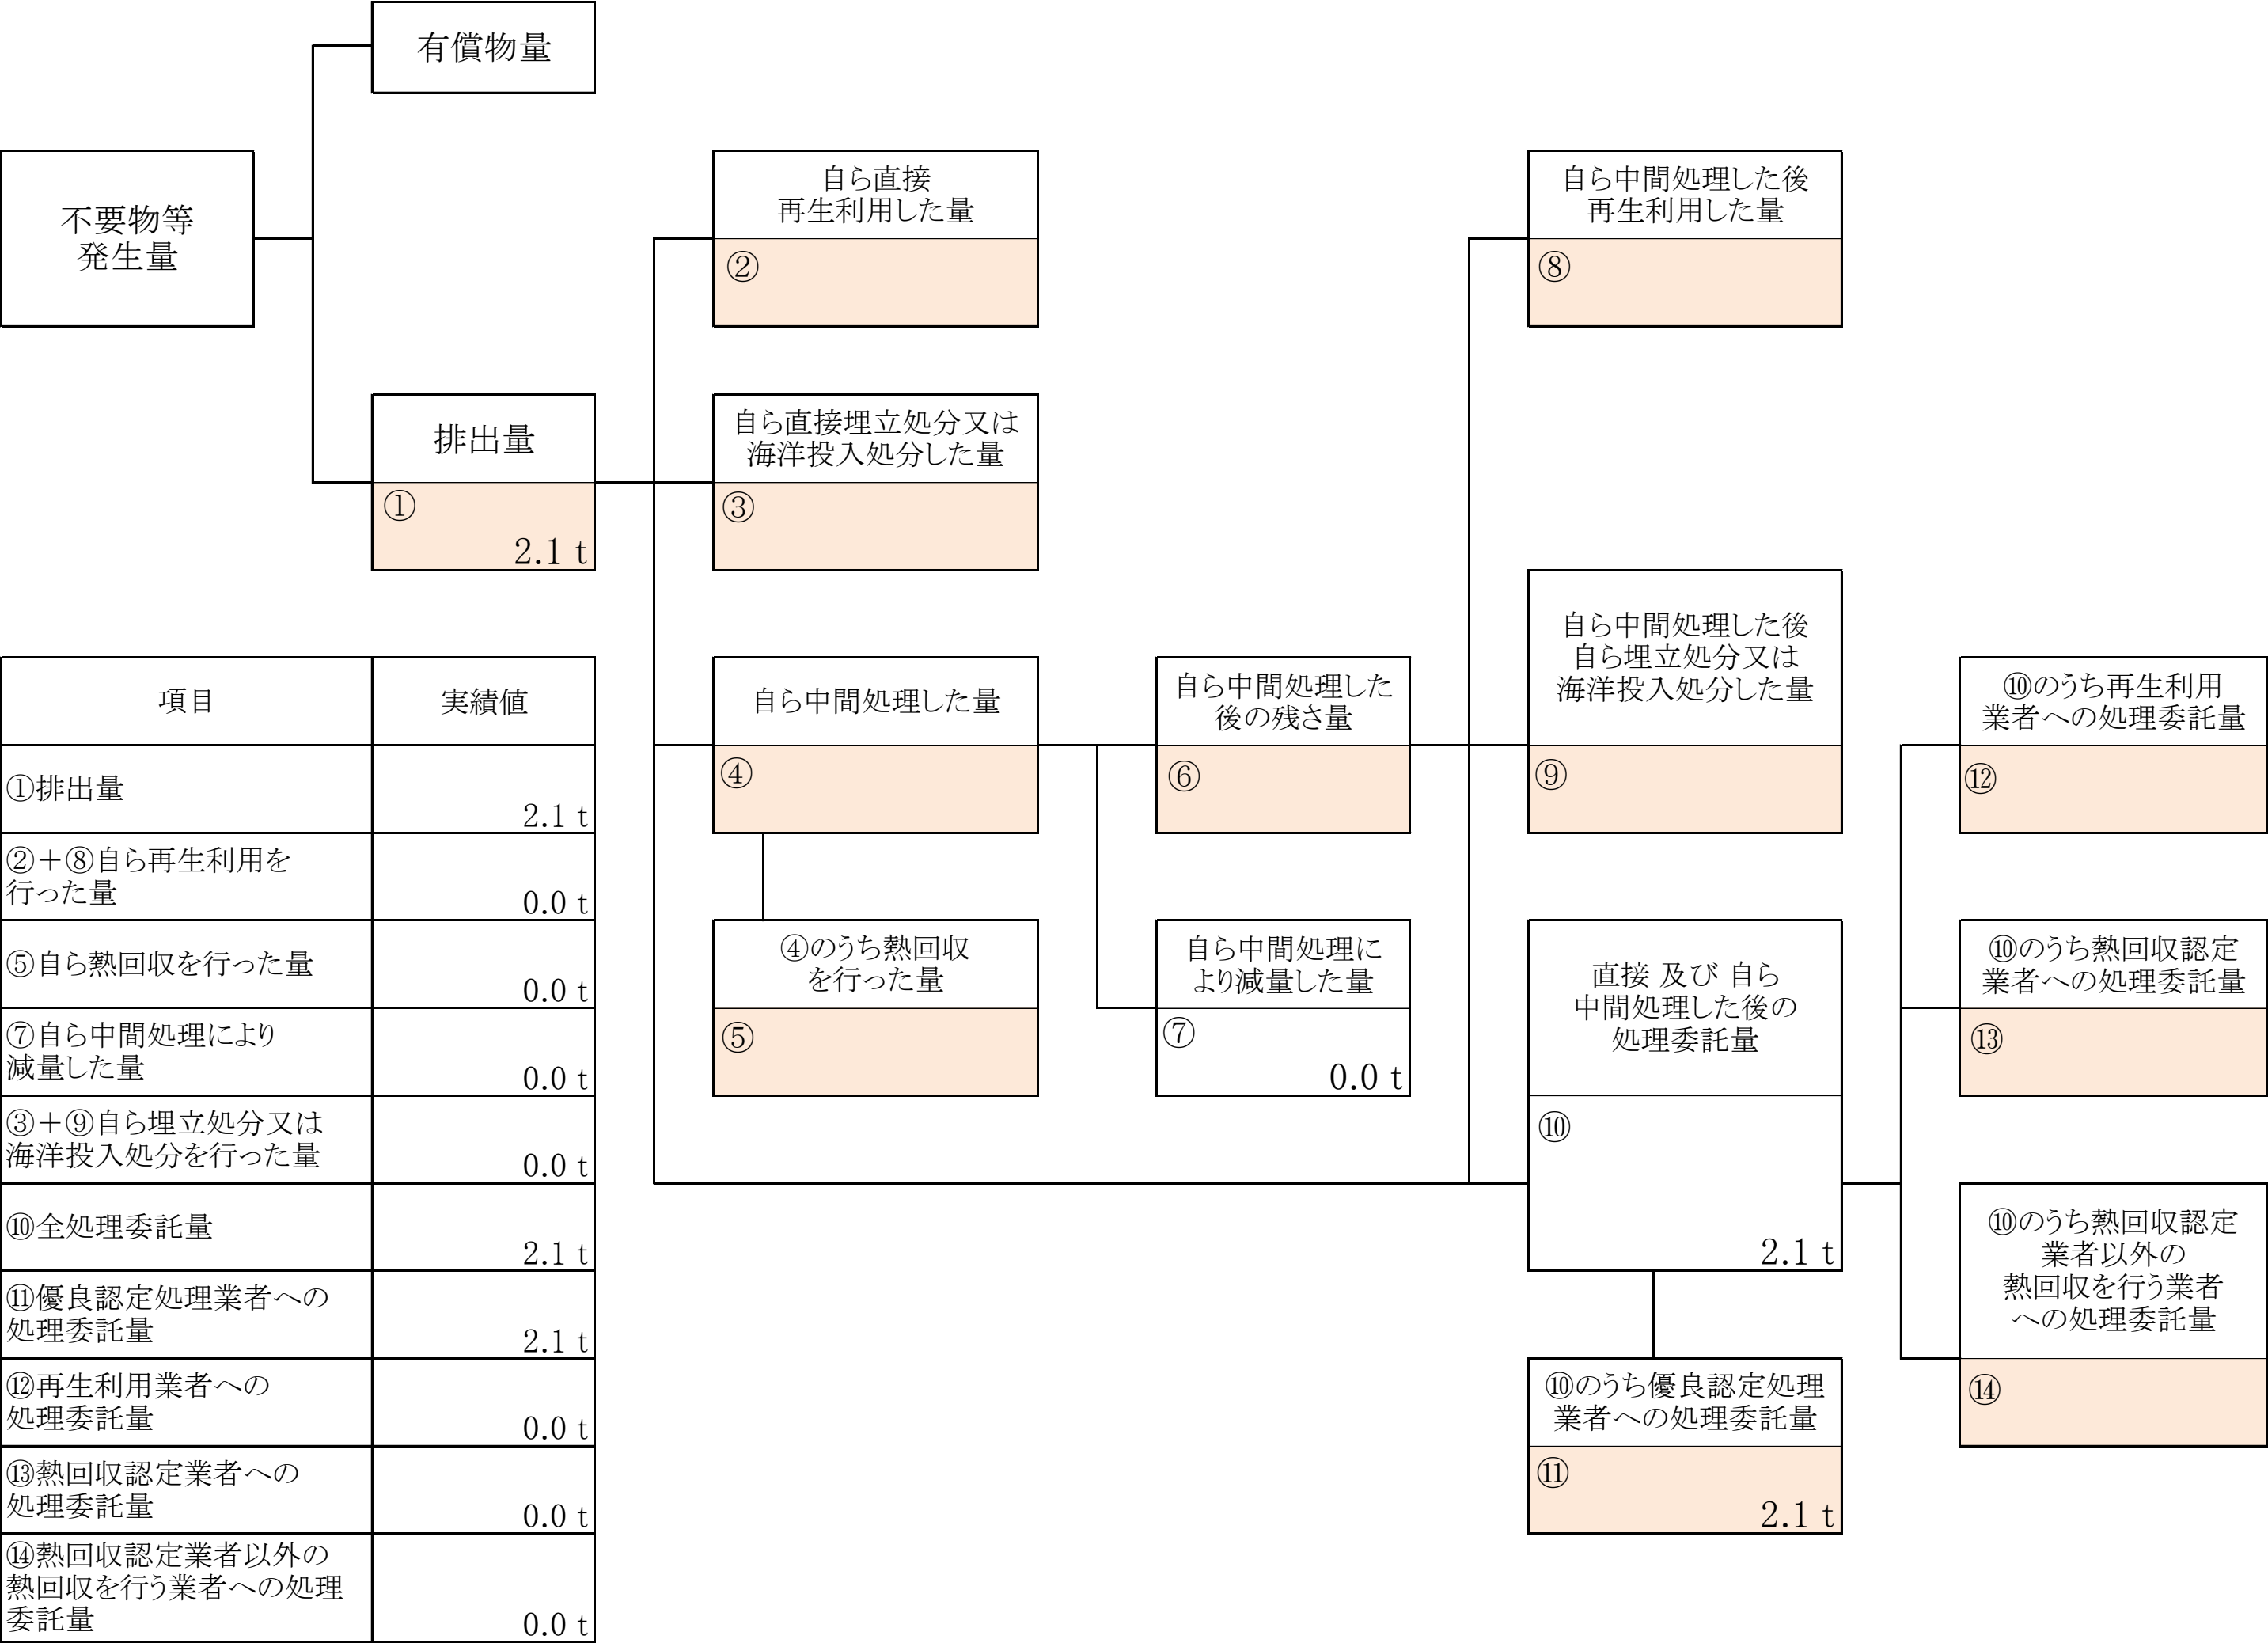 有償物量
不要物等
発生量
自ら直接
再生利用した量
②
自ら中間処理した後
再生利用した量
⑧
排出量
①
2.1 t
自ら直接埋立処分又は
海洋投入処分した量
③
自ら中間処理した量
④
自ら中間処理した
後の残さ量
⑥
自ら中間処理した後
自ら埋立処分又は
海洋投入処分した量
⑨
⑩のうち再生利用
業者への処理委託量
⑫
④のうち熱回収
を行った量
⑤
自ら中間処理に
より減量した量
⑦
0.0 t
直接 及び 自ら
中間処理した後の
処理委託量
⑩
2.1 t
⑩のうち熱回収認定
業者への処理委託量
⑬
⑩のうち熱回収認定
業者以外の
熱回収を行う業者
への処理委託量
⑭
⑩のうち優良認定処理
業者への処理委託量
⑪
2.1 t
項目 実績値
①排出量
2.1 t
②＋⑧自ら再生利用を
行った量
0.0 t
⑤自ら熱回収を行った量
0.0 t
⑦自ら中間処理により
減量した量
0.0 t
③＋⑨自ら埋立処分又は
海洋投入処分を行った量
0.0 t
⑩全処理委託量
2.1 t
⑪優良認定処理業者への
処理委託量
2.1 t
⑫再生利用業者への
処理委託量
0.0 t
⑬熱回収認定業者への
処理委託量
0.0 t
⑭熱回収認定業者以外の
熱回収を行う業者への処理
委託量
0.0 t